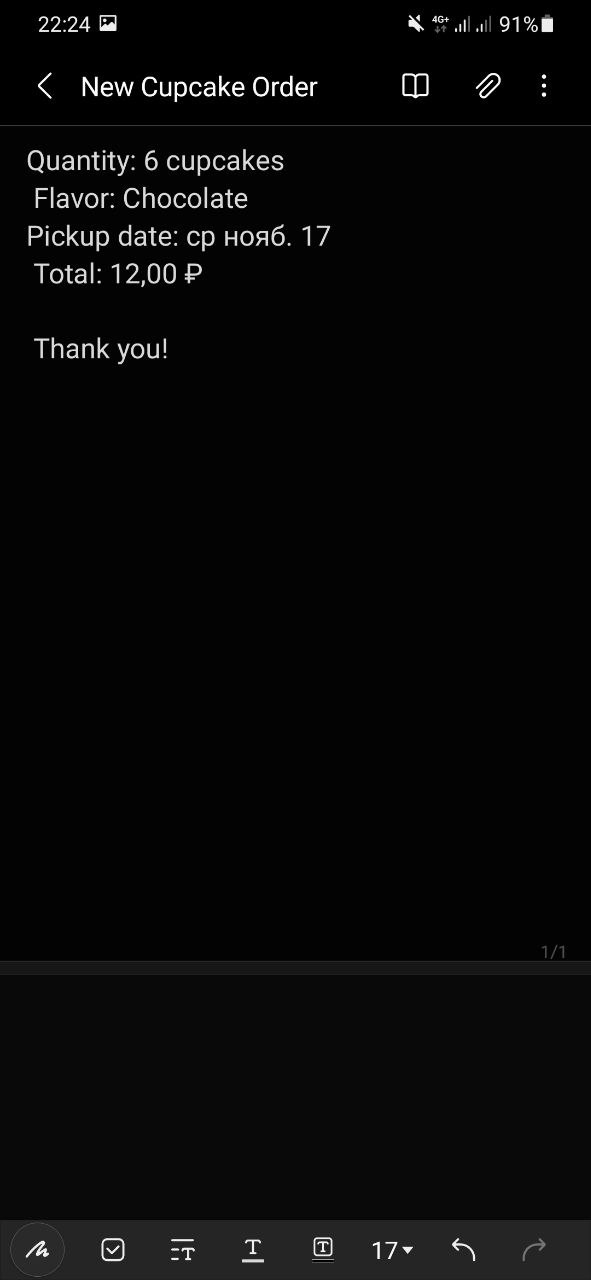 22:24 4G+ 91%
New Cupcake Order
Quantity: 6 cupcakes
Flavor: Chocolate
Pickup date: ср нояб. 17
Total: 12,00 ₽
Thank you!
1/1
T T T 17